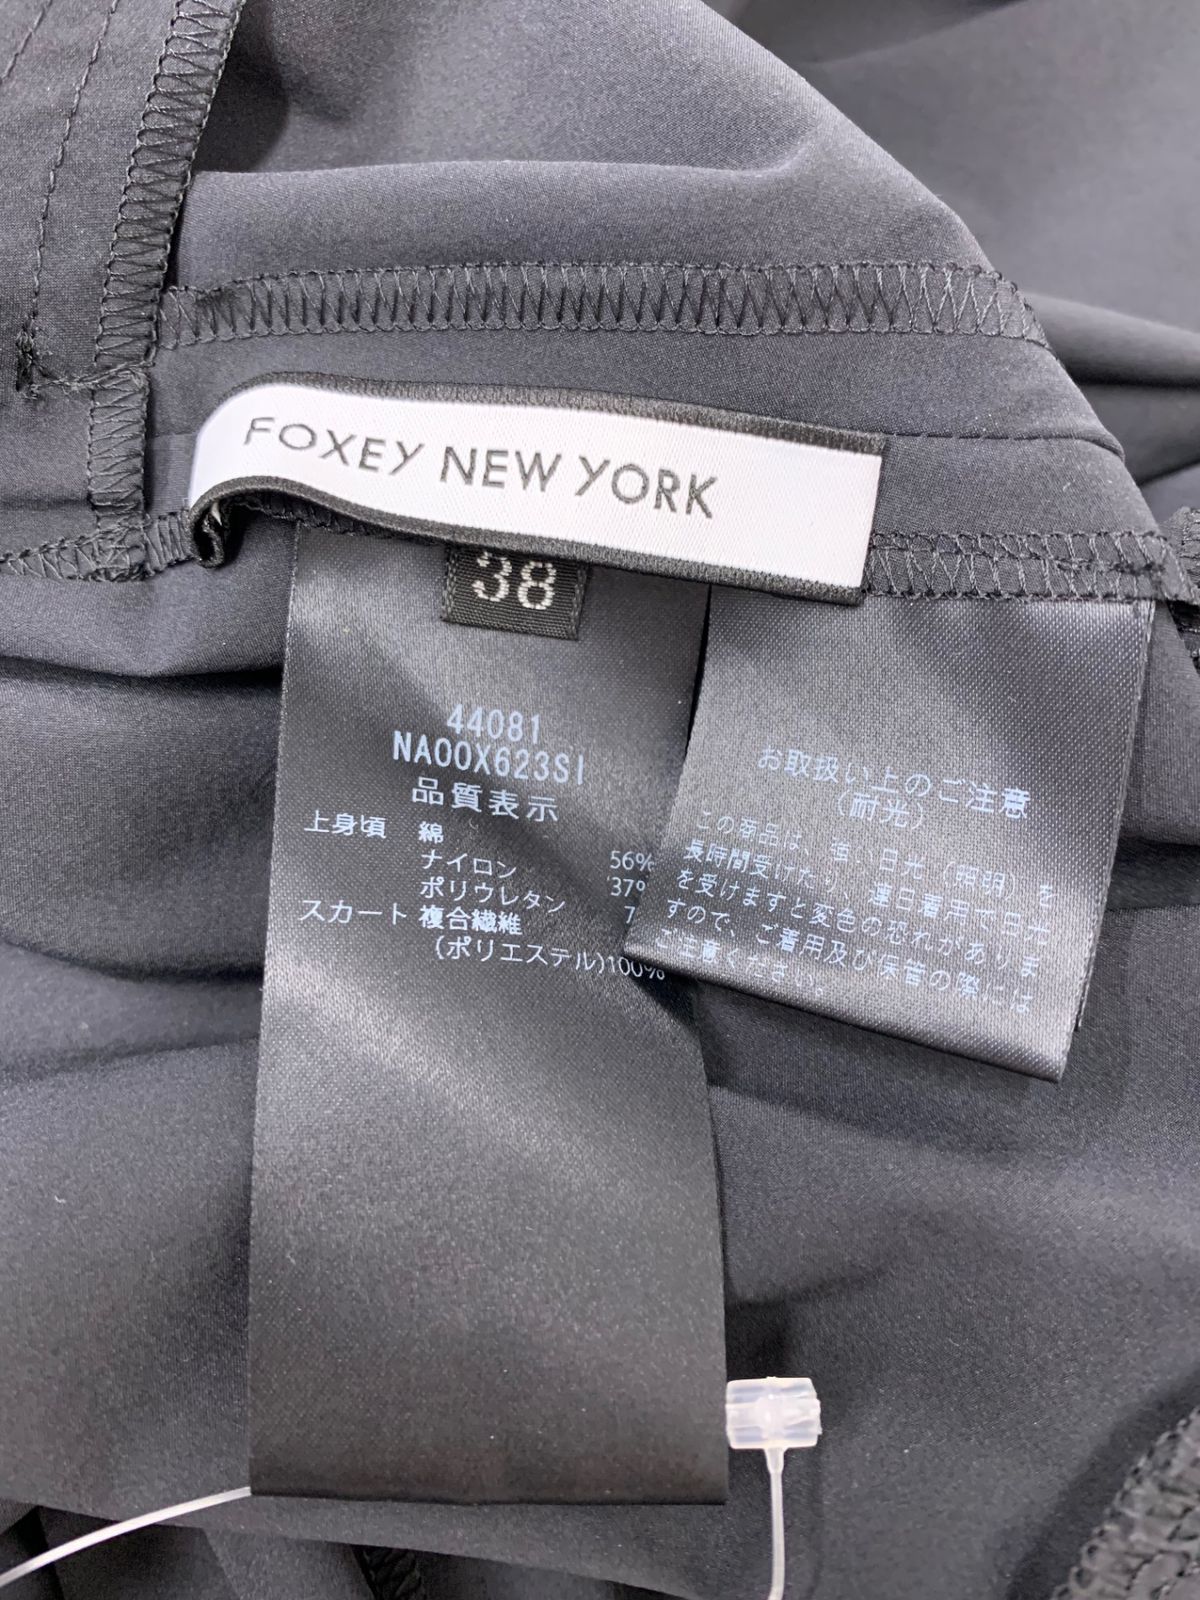 FOXEY NEW YORK
38
44081
NA00X623SI
品質表示
上身頃 綿 56%
ナイロン 37%
ポリウレタン 7
スカート 複合繊維
(ポリエステル)100%
お取扱い上のご注意
(耐光)
この商品は、強い日光(照明)を
長時間受けたり、連日着用で日光
を受けますと変色の恐れがありま
すので、ご着用及び保管の際には
ご注意ください。